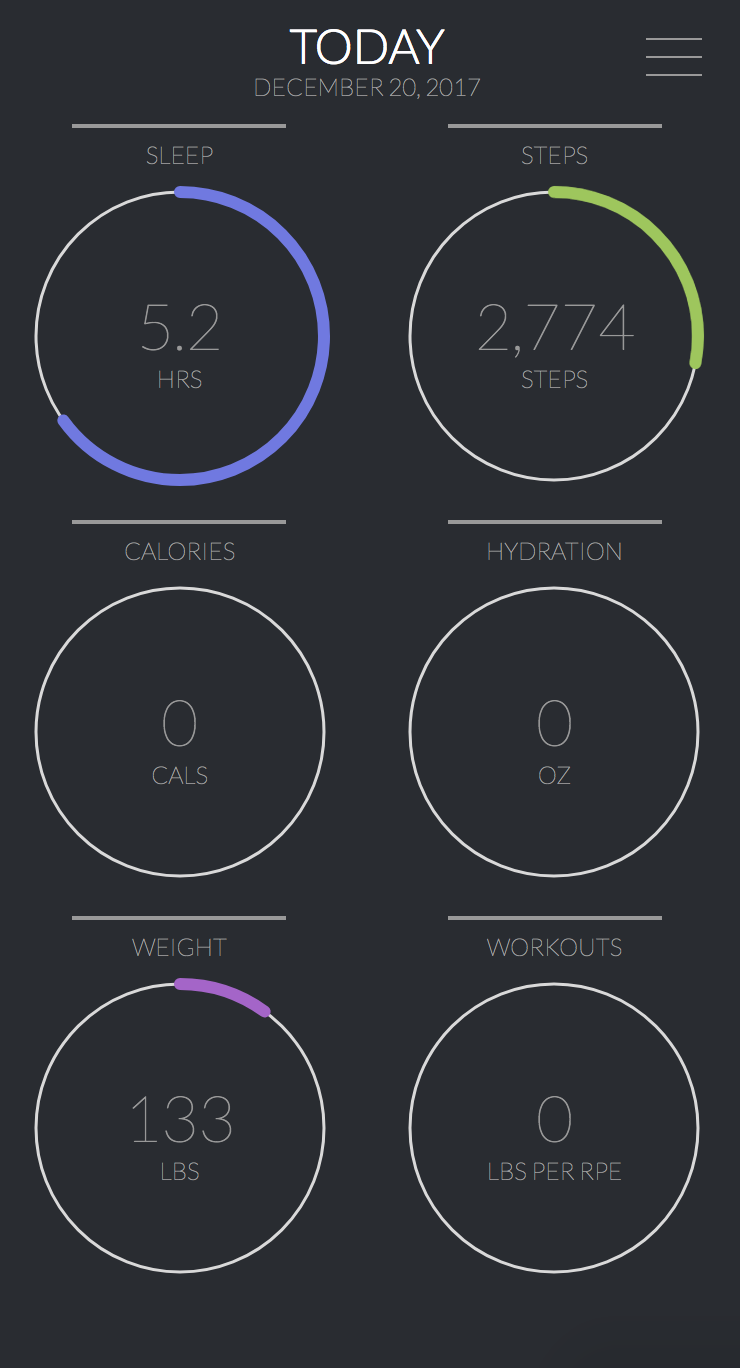 TODAY
DECEMBER 20, 2017
SLEEP
5.2
HRS
STEPS
2,774
STEPS
CALORIES
0
CALS
HYDRATION
0
OZ
WEIGHT
133
LBS
WORKOUTS
0
LBS PER RPE